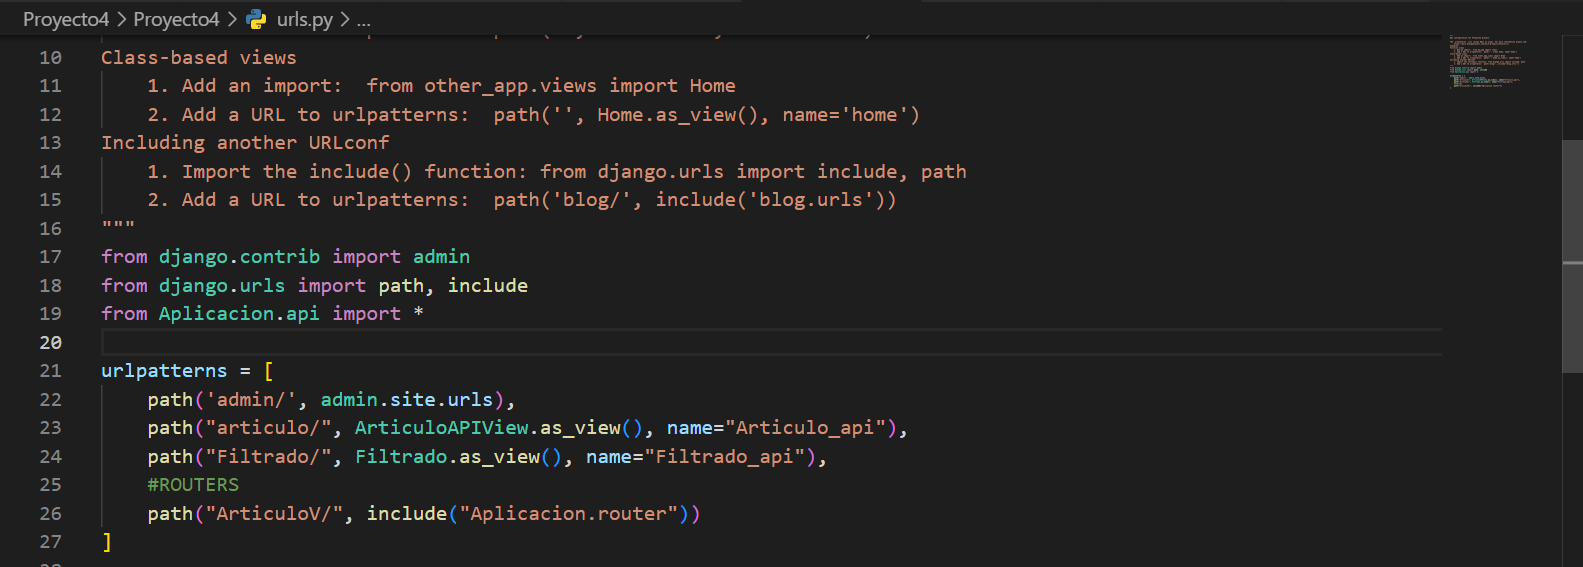 Proyecto4 > Proyecto4 > urls.py > ...
10 Class-based views
11     1. Add an import:  from other_app.views import Home
12     2. Add a URL to urlpatterns:  path('', Home.as_view(), name='home')
13 Including another URLconf
14     1. Import the include() function: from django.urls import include, path
15     2. Add a URL to urlpatterns:  path('blog/', include('blog.urls'))
16 """
17 from django.contrib import admin
18 from django.urls import path, include
19 from Aplicacion.api import *
20
21 urlpatterns = [
22     path('admin/', admin.site.urls),
23     path("articulo/", ArticuloAPIView.as_view(), name="Articulo_api"),
24     path("Filtrado/", Filtrado.as_view(), name="Filtrado_api"),
25     #ROUTERS
26     path("ArticuloV/", include("Aplicacion.router"))
27 ]